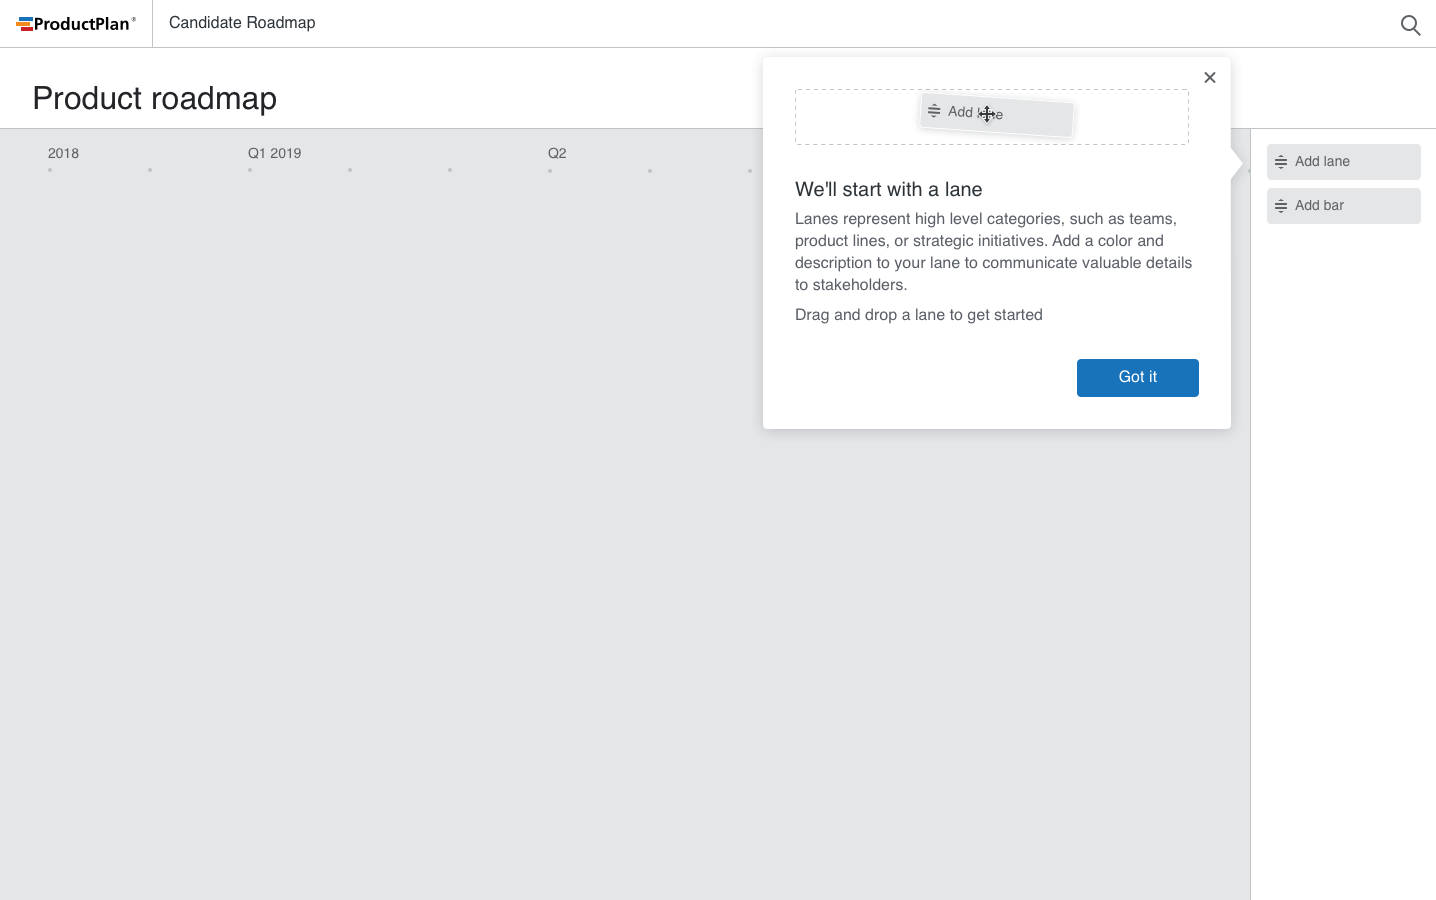 ProductPlan®
Candidate Roadmap
Product roadmap
2018
Q1 2019
Q2
Add lane
We'll start with a lane
Lanes represent high level categories, such as teams,
product lines, or strategic initiatives. Add a color and
description to your lane to communicate valuable details
to stakeholders.
Drag and drop a lane to get started
Got it
Add lane
Add bar